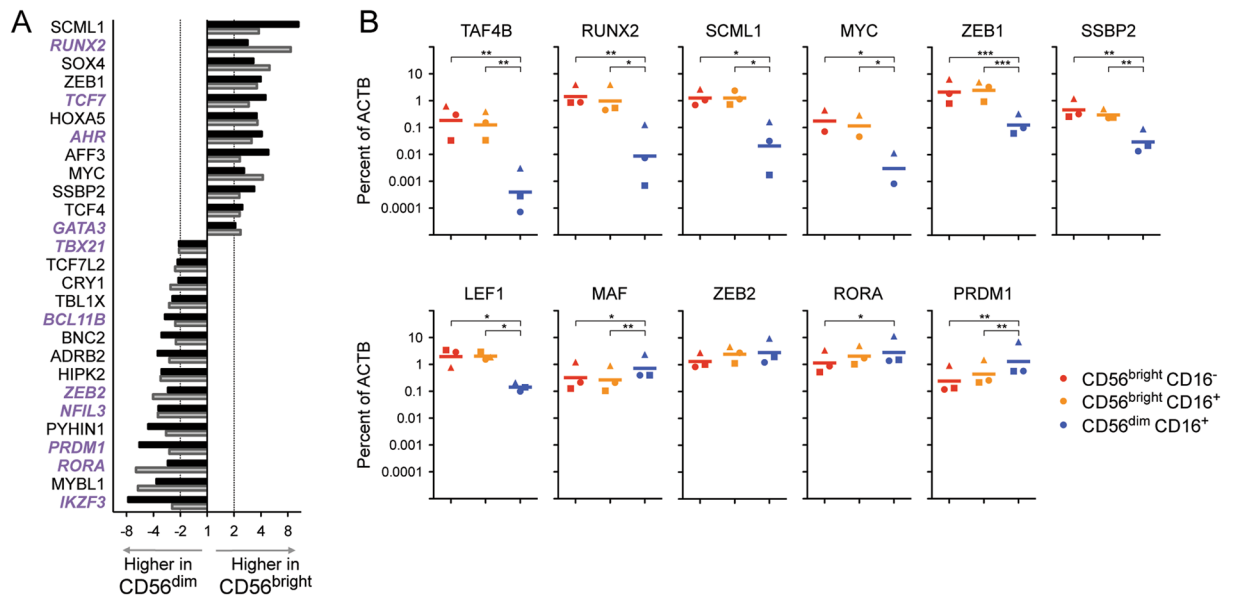 A
SCML1
RUNX2
SOX4
ZEB1
TCF7
HOXA5
AHR
AFF3
MYC
SSBP2
TCF4
GATA3
TBX21
TCF7L2
CRY1
TBL1X
BCL11B
BNC2
ADRB2
HIPK2
ZEB2
NFIL3
PYHIN1
PRDM1
RORA
MYBL1
IKZF3
-8 -4 -2 1 2 4 8
Higher in
CD56dim
Higher in
CD56bright
B
TAF4B RUNX2 SCML1 MYC ZEB1 SSBP2
** ** * * *** **
** * * * *** **
Percent of ACTB
10
1
0.1
0.01
0.001
0.0001
LEF1 MAF ZEB2 RORA PRDM1
* * * **
* ** **
Percent of ACTB
10
1
0.1
0.01
0.001
0.0001
CD56bright CD16-
CD56bright CD16+
CD56dim CD16+